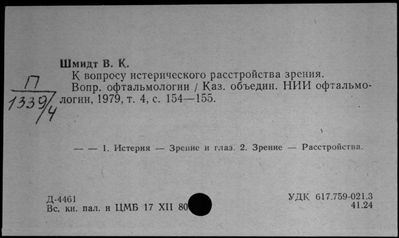 Шмидт В. К.
К вопросу истерического расстройства зрения.
Вопр. офтальмологии / Каз. объедин. НИИ офтальмо-
логии, 1979, т. 4, с. 154—155.
П
1339/4
— — 1. Истерия — Зрение и глаз. 2. Зрение — Расстройства.
Д-4461
Вс. кн. пал. и ЦМБ 17 XII 80
УДК 617.759-021.3
41.24